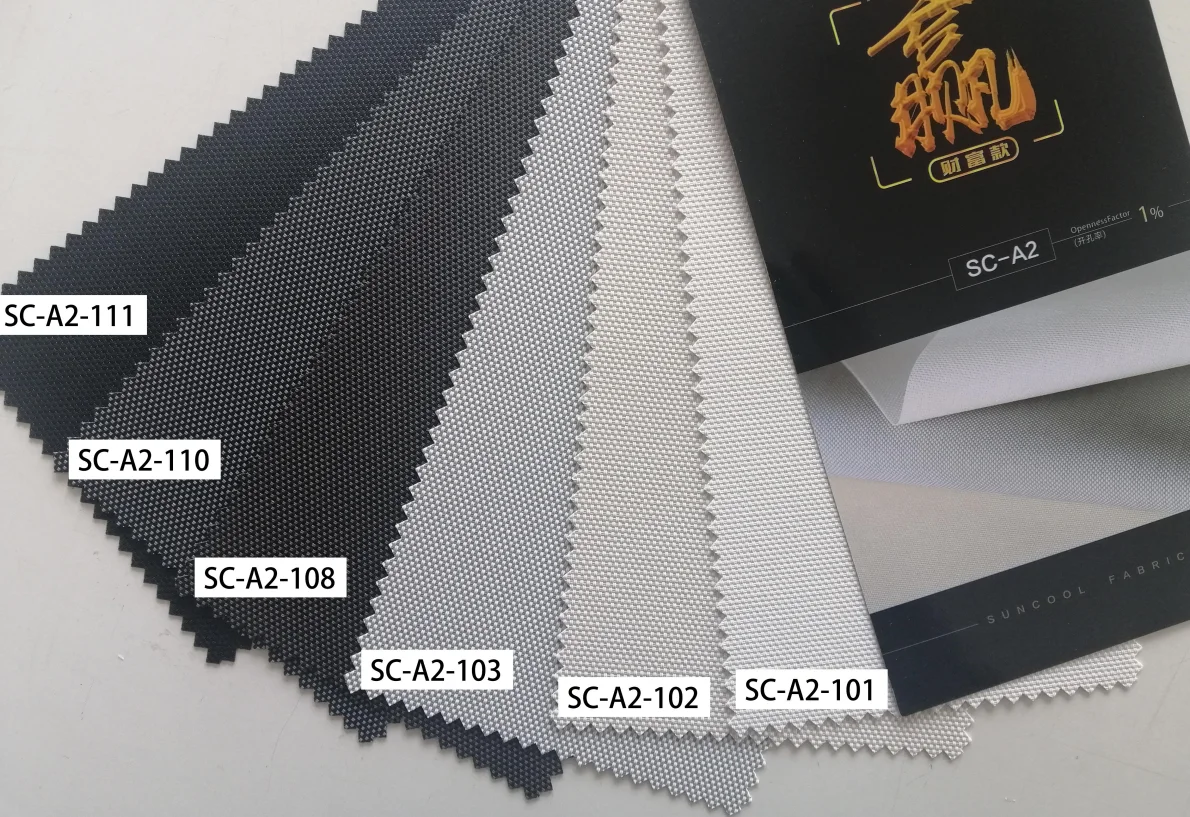 赢
财富款
OpennessFactor 1%
(开孔率)
SC-A2
SC-A2-111
SC-A2-110
SC-A2-108
SC-A2-103
SC-A2-102
SC-A2-101
SUNCOOL FABRIC